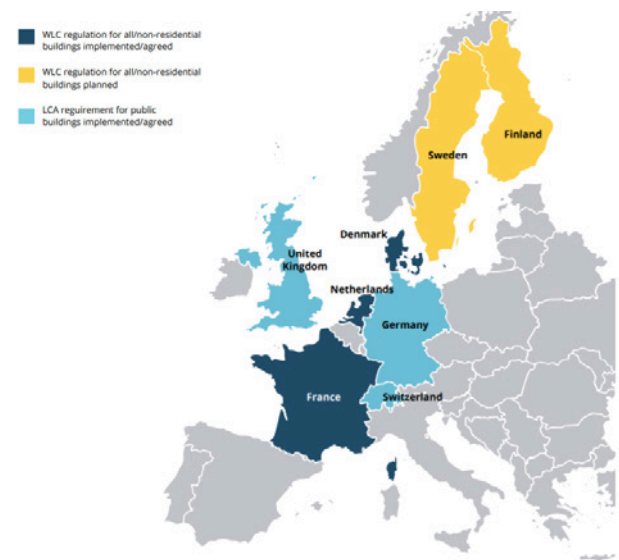 WLC regulation for all/non-residential
buildings implemented/agreed
WLC regulation for all/non-residential
buildings planned
LCA reguirement for public
buildings implemented/agreed
Finland
Sweden
Denmark
United
Kingdom
Netherlands
Germany
France
Switzerland